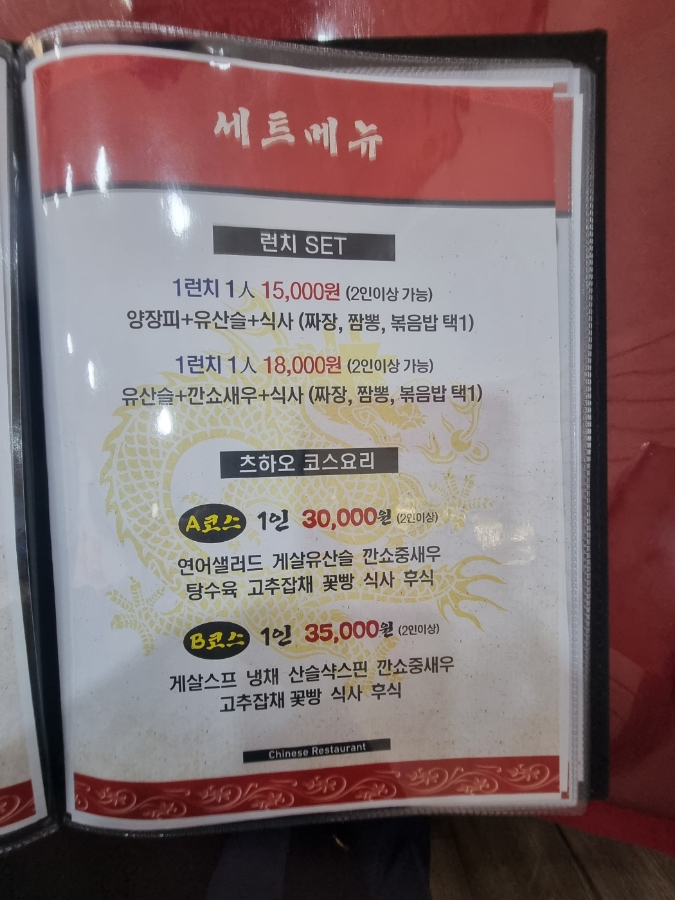 세트메뉴
런치 SET
1런치 1人 15,000원 (2인이상 가능)
양장피+유산슬+식사 (짜장, 짬뽕, 볶음밥 택1)
1런치 1人 18,000원 (2인이상 가능)
유산슬+깐쇼새우+식사 (짜장, 짬뽕, 볶음밥 택1)
츠하오 코스요리
A코스 1인 30,000원 (2인이상)
연어샐러드 게살유산슬 깐쇼중새우
탕수육 고추잡채 꽃빵 식사 후식
B코스 1인 35,000원 (2인이상)
게살스프 냉채 산슬샥스핀 깐쇼중새우
고추잡채 꽃빵 식사 후식
Chinese Restaurant